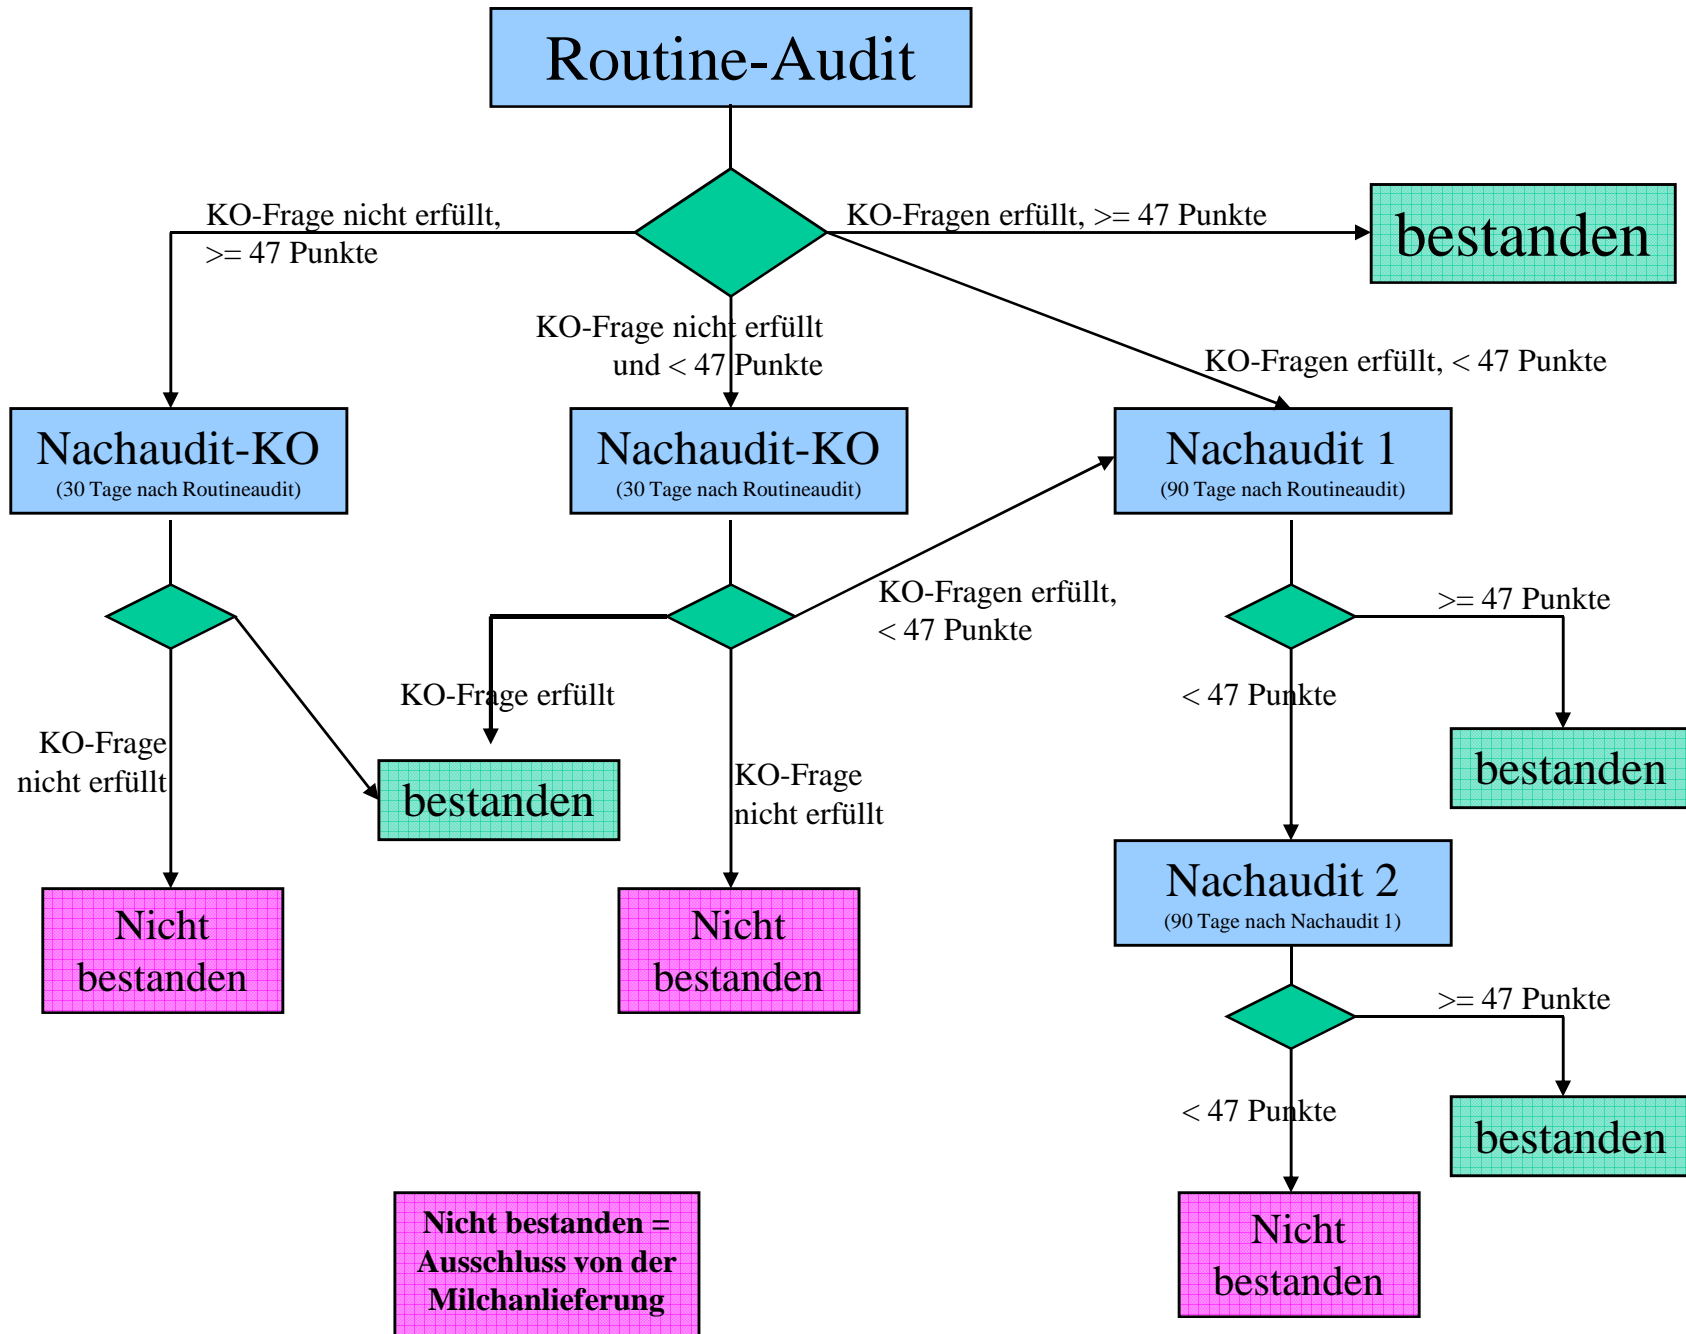 Routine-Audit
KO-Frage nicht erfüllt,
>= 47 Punkte
KO-Fragen erfüllt, >= 47 Punkte
bestanden
KO-Frage nicht erfüllt
und < 47 Punkte
KO-Fragen erfüllt, < 47 Punkte
Nachaudit-KO
(30 Tage nach Routineaudit)
Nachaudit-KO
(30 Tage nach Routineaudit)
Nachaudit 1
(90 Tage nach Routineaudit)
KO-Fragen erfüllt,
< 47 Punkte
>= 47 Punkte
KO-Frage erfüllt
< 47 Punkte
KO-Frage
nicht erfüllt
bestanden
KO-Frage
nicht erfüllt
bestanden
Nachaudit 2
(90 Tage nach Nachaudit 1)
Nicht
bestanden
Nicht
bestanden
>= 47 Punkte
< 47 Punkte
bestanden
Nicht bestanden =
Ausschluss von der
Milchanlieferung
Nicht
bestanden